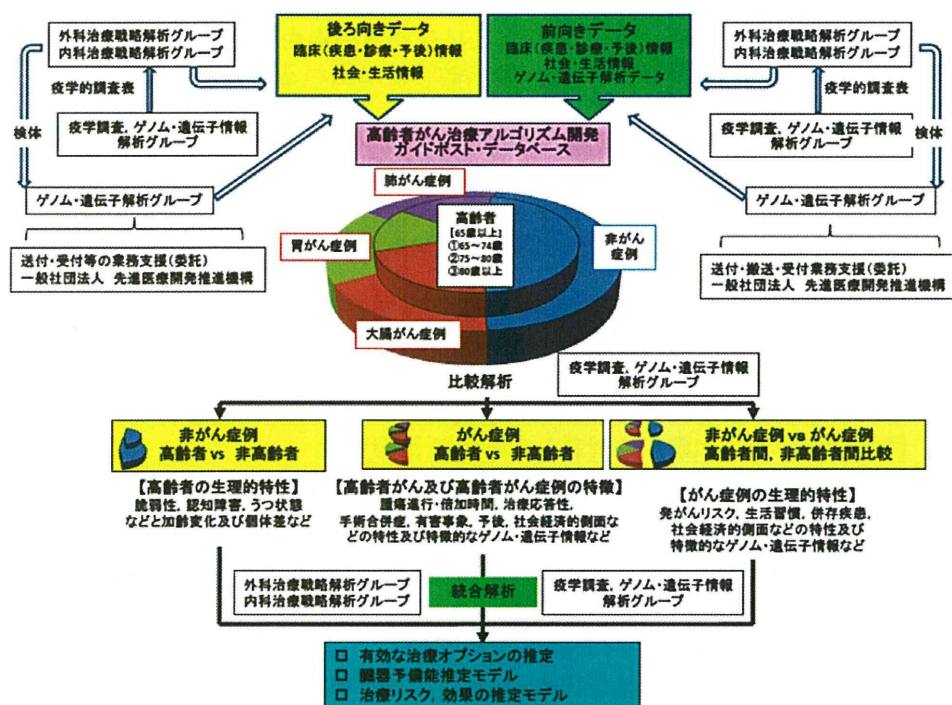 外科治療戦略解析グループ
内科治療戦略解析グループ
疫学的調査表
検体
疫学調査, ゲノム・遺伝子情報
解析グループ
ゲノム・遺伝子解析グループ
送付・受付等の業務支援(委託)
一般社団法人 先進医療開発推進機構
後ろ向きデータ
臨床(疾患・診療・予後)情報
社会・生活情報
前向きデータ
臨床(疾患・診療・予後)情報
社会・生活情報
ゲノム・遺伝子解析データ
外科治療戦略解析グループ
内科治療戦略解析グループ
疫学的調査表
検体
疫学調査, ゲノム・遺伝子情報
解析グループ
ゲノム・遺伝子解析グループ
送付・搬送・受付業務支援(委託)
一般社団法人 先進医療開発推進機構
高齢者がん治療アルゴリズム開発
ガイドポスト・データベース
肺がん症例
胃がん症例
大腸がん症例
高齢者
[65歳以上]
①65~74歳
②75~80歳
③80歳以上
非がん
症例
比較解析
疫学調査, ゲノム・遺伝子情報
解析グループ
非がん症例
高齢者 vs 非高齢者
がん症例
高齢者 vs 非高齢者
非がん症例 vs がん症例
高齢者間, 非高齢者間比較
【高齢者の生理的特性】
脆弱性, 認知障害, うつ状態
などと加齢変化及び個体差など
【高齢者がん及び高齢者がん症例の特徴】
腫瘍進行・倍加時間, 治療応答性,
手術合併症, 有害事象, 予後, 社会経済的側面な
どの特性及び特徴的なゲノム・遺伝子情報など
【がん症例の生理的特性】
発がんリスク, 生活習慣, 併存疾患,
社会経済的側面などの特性及び
特徴的なゲノム・遺伝子情報など
外科治療戦略解析グループ
内科治療戦略解析グループ
統合解析
疫学調査, ゲノム・遺伝子情報
解析グループ
□ 有効な治療オプションの推定
□ 臓器予備能推定モデル
□ 治療リスク, 効果の推定モデル